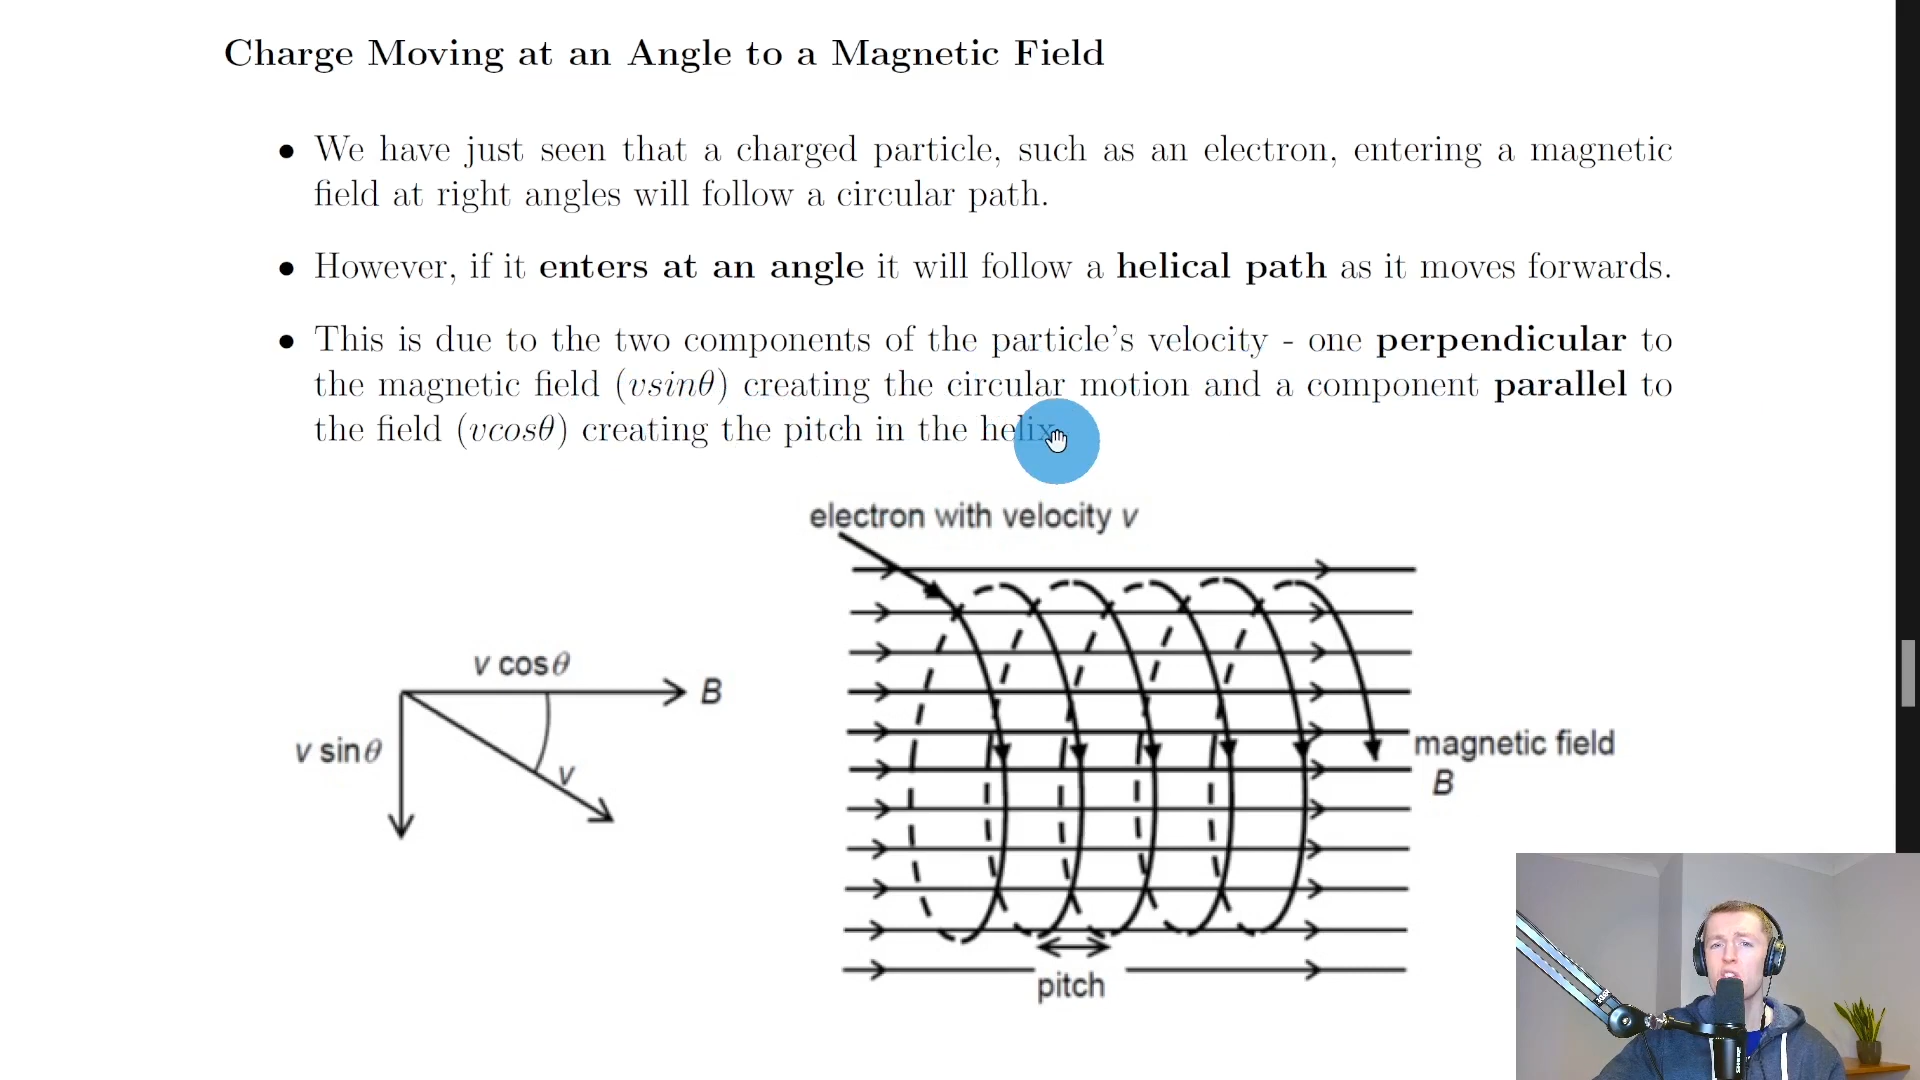 Charge Moving at an Angle to a Magnetic Field
• We have just seen that a charged particle, such as an electron, entering a magnetic
field at right angles will follow a circular path.
• However, if it enters at an angle it will follow a helical path as it moves forwards.
• This is due to the two components of the particle's velocity - one perpendicular to
the magnetic field (vsinθ) creating the circular motion and a component parallel to
the field (vcosθ) creating the pitch in the helix.
electron with velocity v
v cosθ
B
v sinθ
v
magnetic field
B
pitch